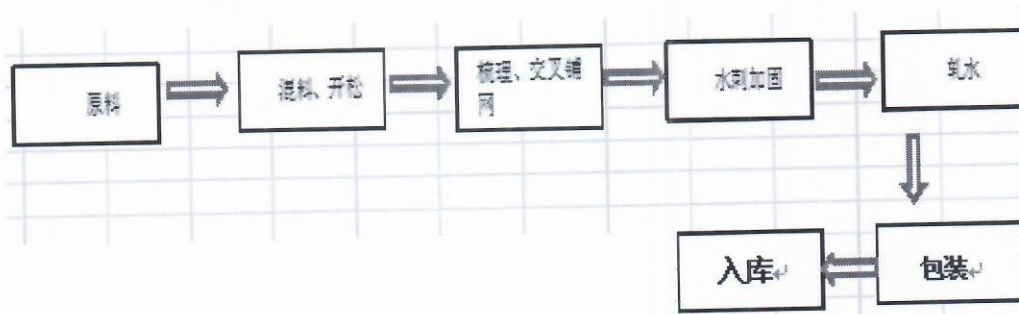 原料
混料、开松
梳理、交叉铺
网
水刺加固
轧水
包装
入库